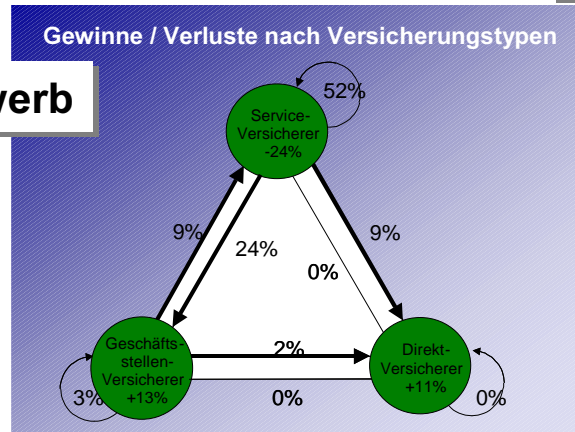 Gewinne / Verluste nach Versicherungstypen
verb
52%
Service-
Versicherer
-24%
9%
24%
9%
0%
Geschäfts-
stellen-
Versicherer
+13%
2%
Direkt-
Versicherer
+11%
3%
0%
0%